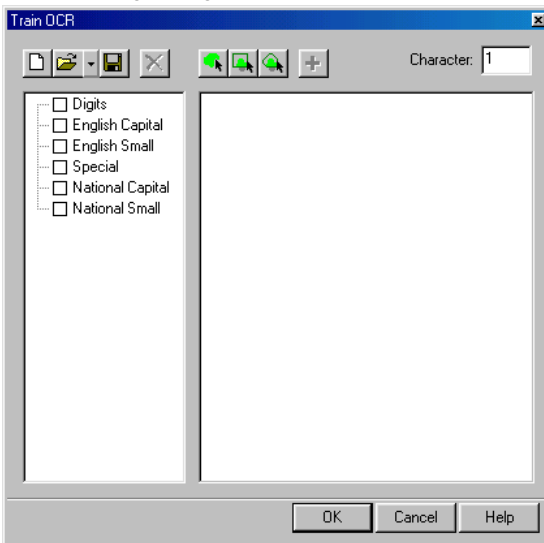 Train OCR
Character: 1
Digits
English Capital
English Small
Special
National Capital
National Small
OK Cancel Help